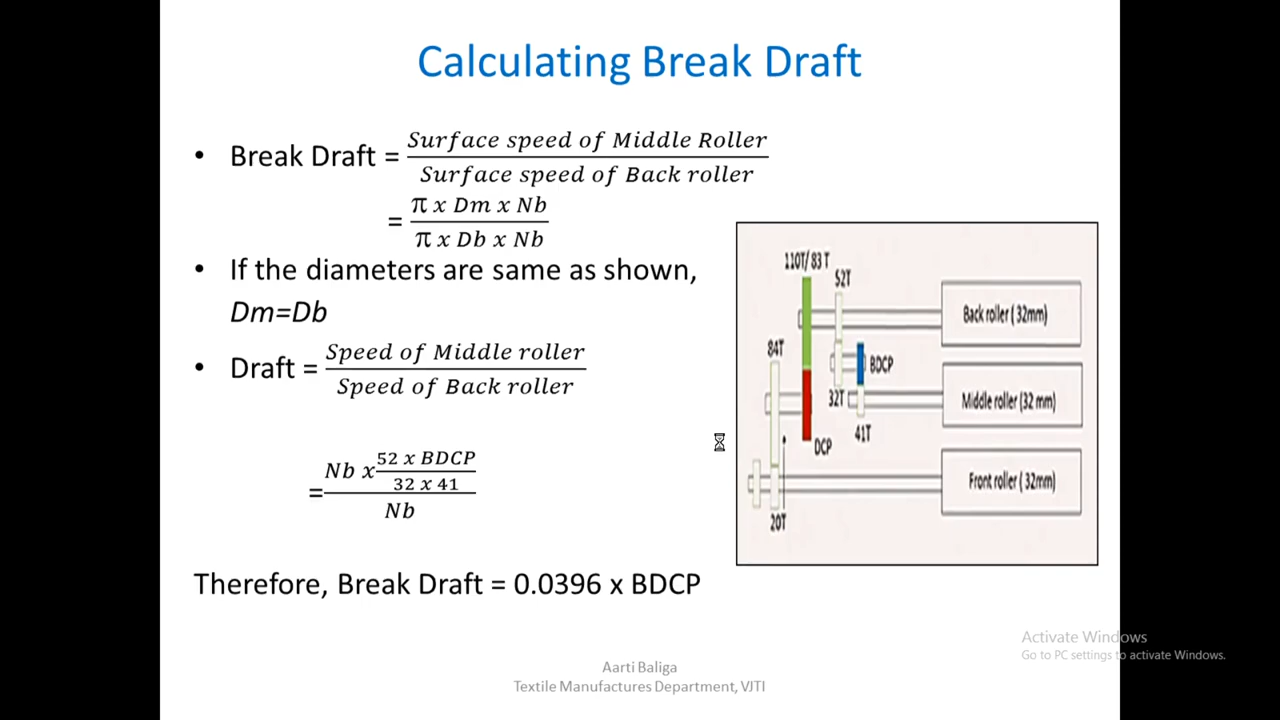 Calculating Break Draft
• Break Draft = Surface speed of Middle Roller / Surface speed of Back roller
= π x Dm x Nb / π x Db x Nb
• If the diameters are same as shown,
Dm=Db
• Draft = Speed of Middle roller / Speed of Back roller
= Nb x 52 x BDCP / 32 x 41 / Nb
Therefore, Break Draft = 0.0396 x BDCP
110T/ 83 T
52T
Back roller ( 32mm)
84T
BDCP
32T
Middle roller (32 mm)
41T
DCP
Front roller ( 32mm)
20T
Activate Windows
Go to PC settings to activate Windows.
Aarti Baliga
Textile Manufactures Department, VJTI